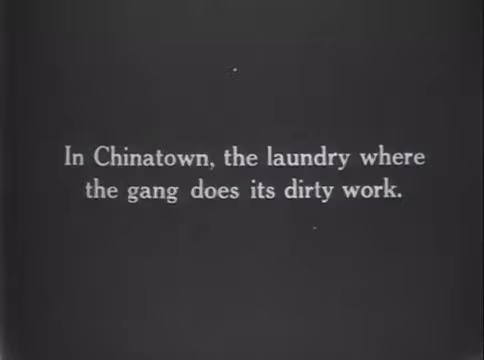 In Chinatown, the laundry where
the gang does its dirty work.